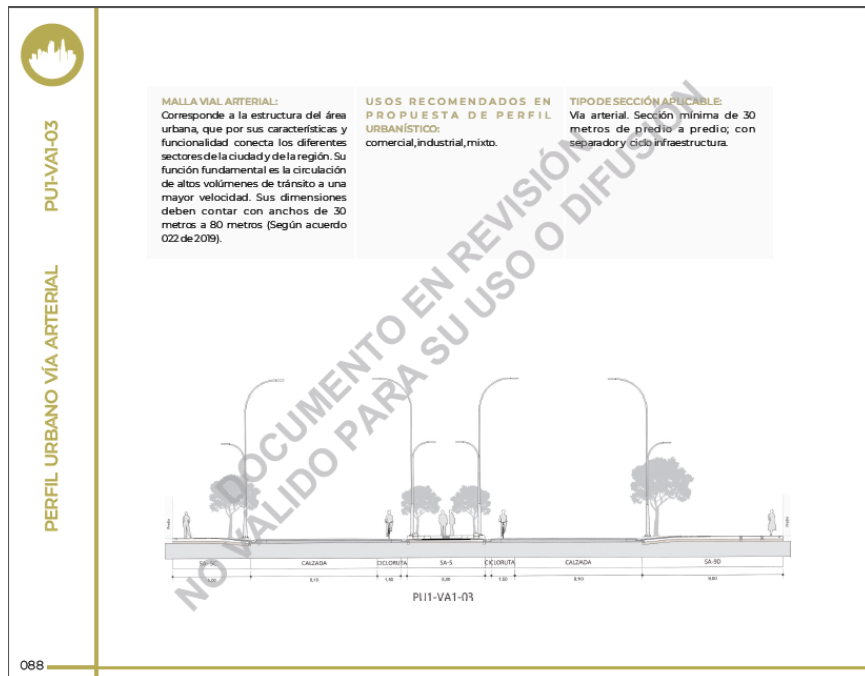 PU1-VA1-03
PERFIL URBANO VÍA ARTERIAL
MALLA VIAL ARTERIAL:
Corresponde a la estructura del área
urbana, que por sus características y
funcionalidad conecta los diferentes
sectores de la ciudad y de la región. Su
función fundamental es la circulación
de altos volúmenes de tránsito a una
mayor velocidad. Sus dimensiones
deben contar con anchos de 30
metros a 80 metros (Según acuerdo
022 de 2019).
USOS RECOMENDADOS EN
PROPUESTA DE PERFIL
URBANÍSTICO:
comercial, industrial, mixto.
TIPO DE SECCIÓN APLICABLE:
Vía arterial. Sección mínima de 30
metros de predio a predio; con
separador y ciclo infraestructura.
DOCUMENTO EN REVISIÓN
NO VALIDO PARA SU USO O DIFUSIÓN
Predio
Predio
CALZADA
CICLORUTA
SA-S
CICLORUTA
CALZADA
PU1-VA1-03
088